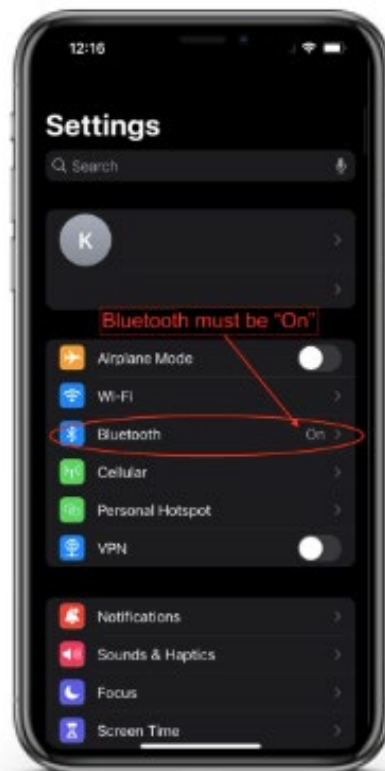 12:16
Settings
Search
K
Bluetooth must be "On"
Airplane Mode
Wi-Fi
Bluetooth On
Cellular
Personal Hotspot
VPN
Notifications
Sounds & Haptics
Focus
Screen Time